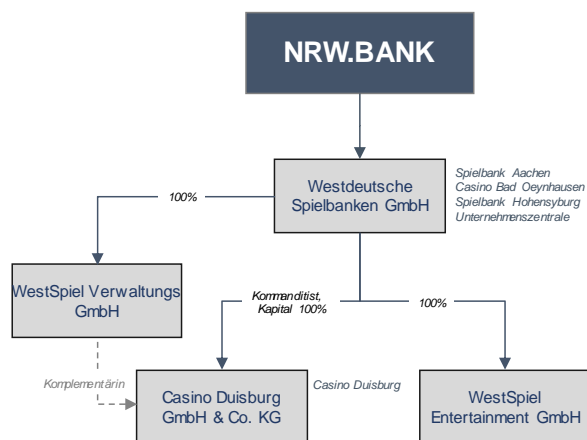 NRW.BANK
Westdeutsche
Spielbanken GmbH
Spielbank Aachen
Casino Bad Oeynhausen
Spielbank Hohensyburg
Unternehmenszentrale
100%
WestSpiel Verwaltungs
GmbH
Kommanditist,
Kapital 100%
100%
Komplementärin
Casino Duisburg
GmbH & Co. KG
Casino Duisburg
WestSpiel
Entertainment GmbH